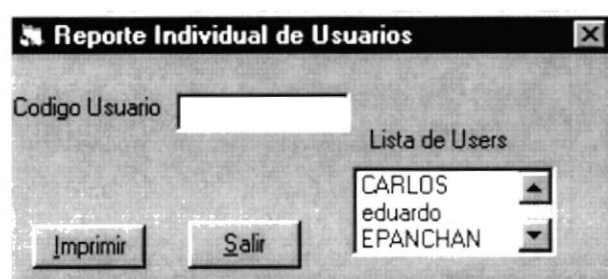 Reporte Individual de Usuarios
Codigo Usuario
Lista de Users
CARLOS
eduardo
EPANCHAN
Imprimir
Salir